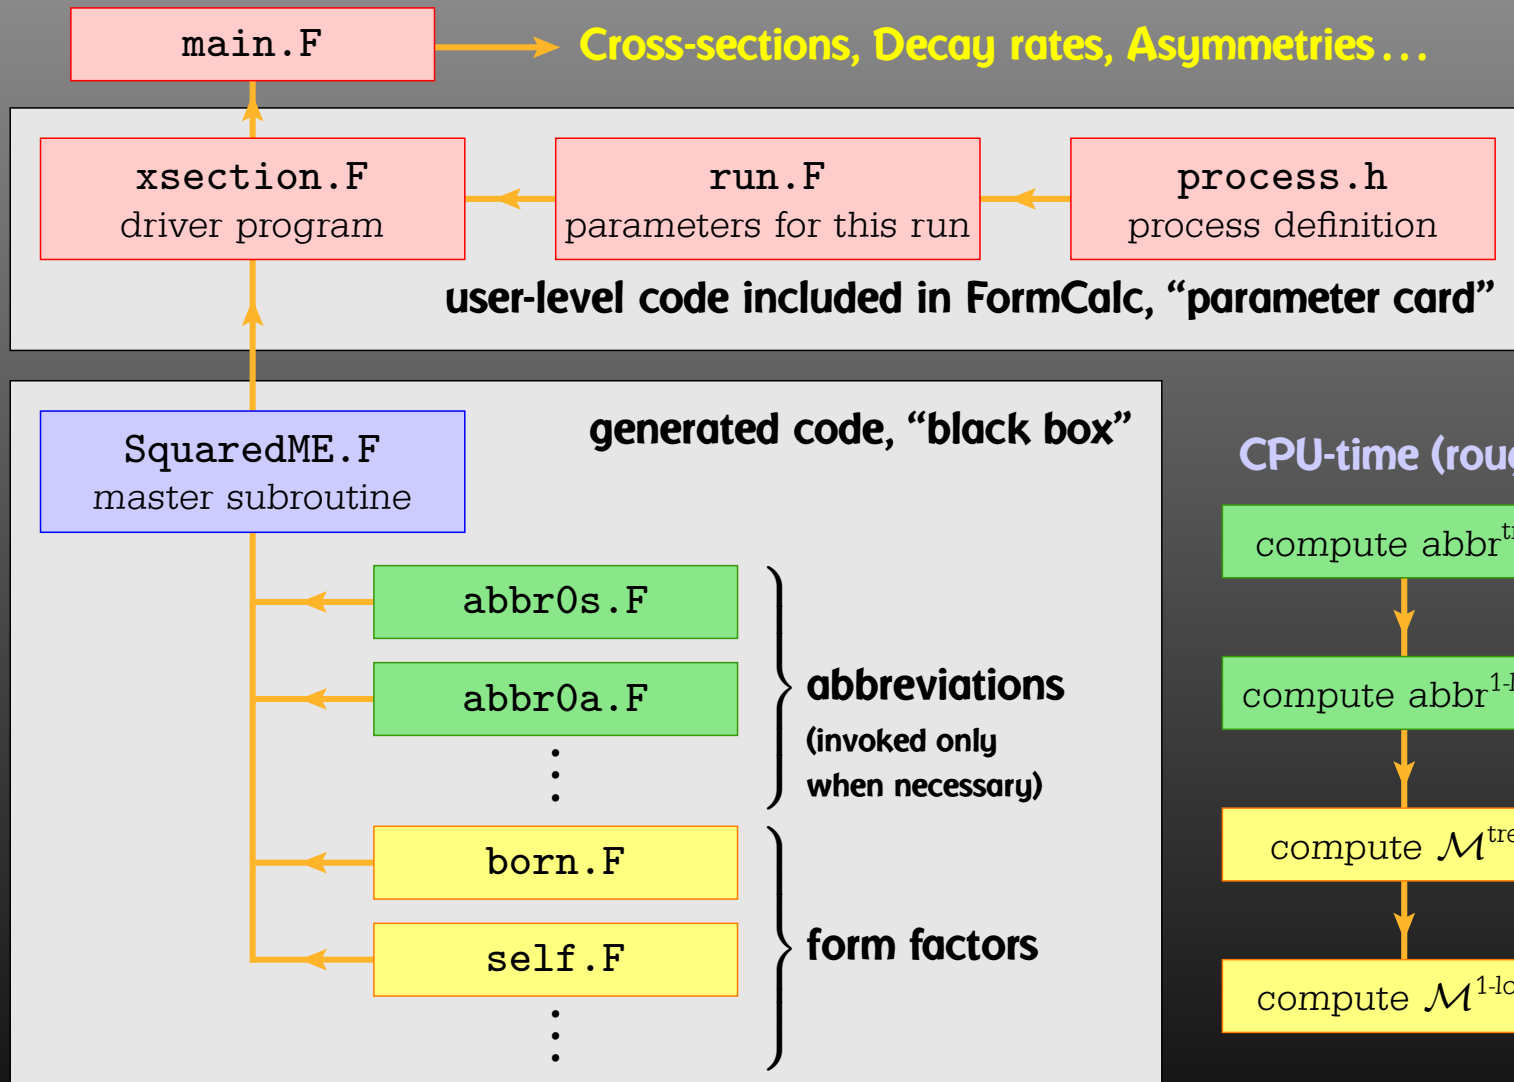 main.F
Cross-sections, Decay rates, Asymmetries...
xsection.F
driver program
run.F
parameters for this run
process.h
process definition
user-level code included in FormCalc, “parameter card”
generated code, “black box”
SquaredME.F
master subroutine
abbr0s.F
abbr0a.F
⋮
abbreviations
(invoked only
when necessary)
born.F
self.F
⋮
form factors
CPU-time
compute abbr
compute abbr
compute ℳ
compute ℳ